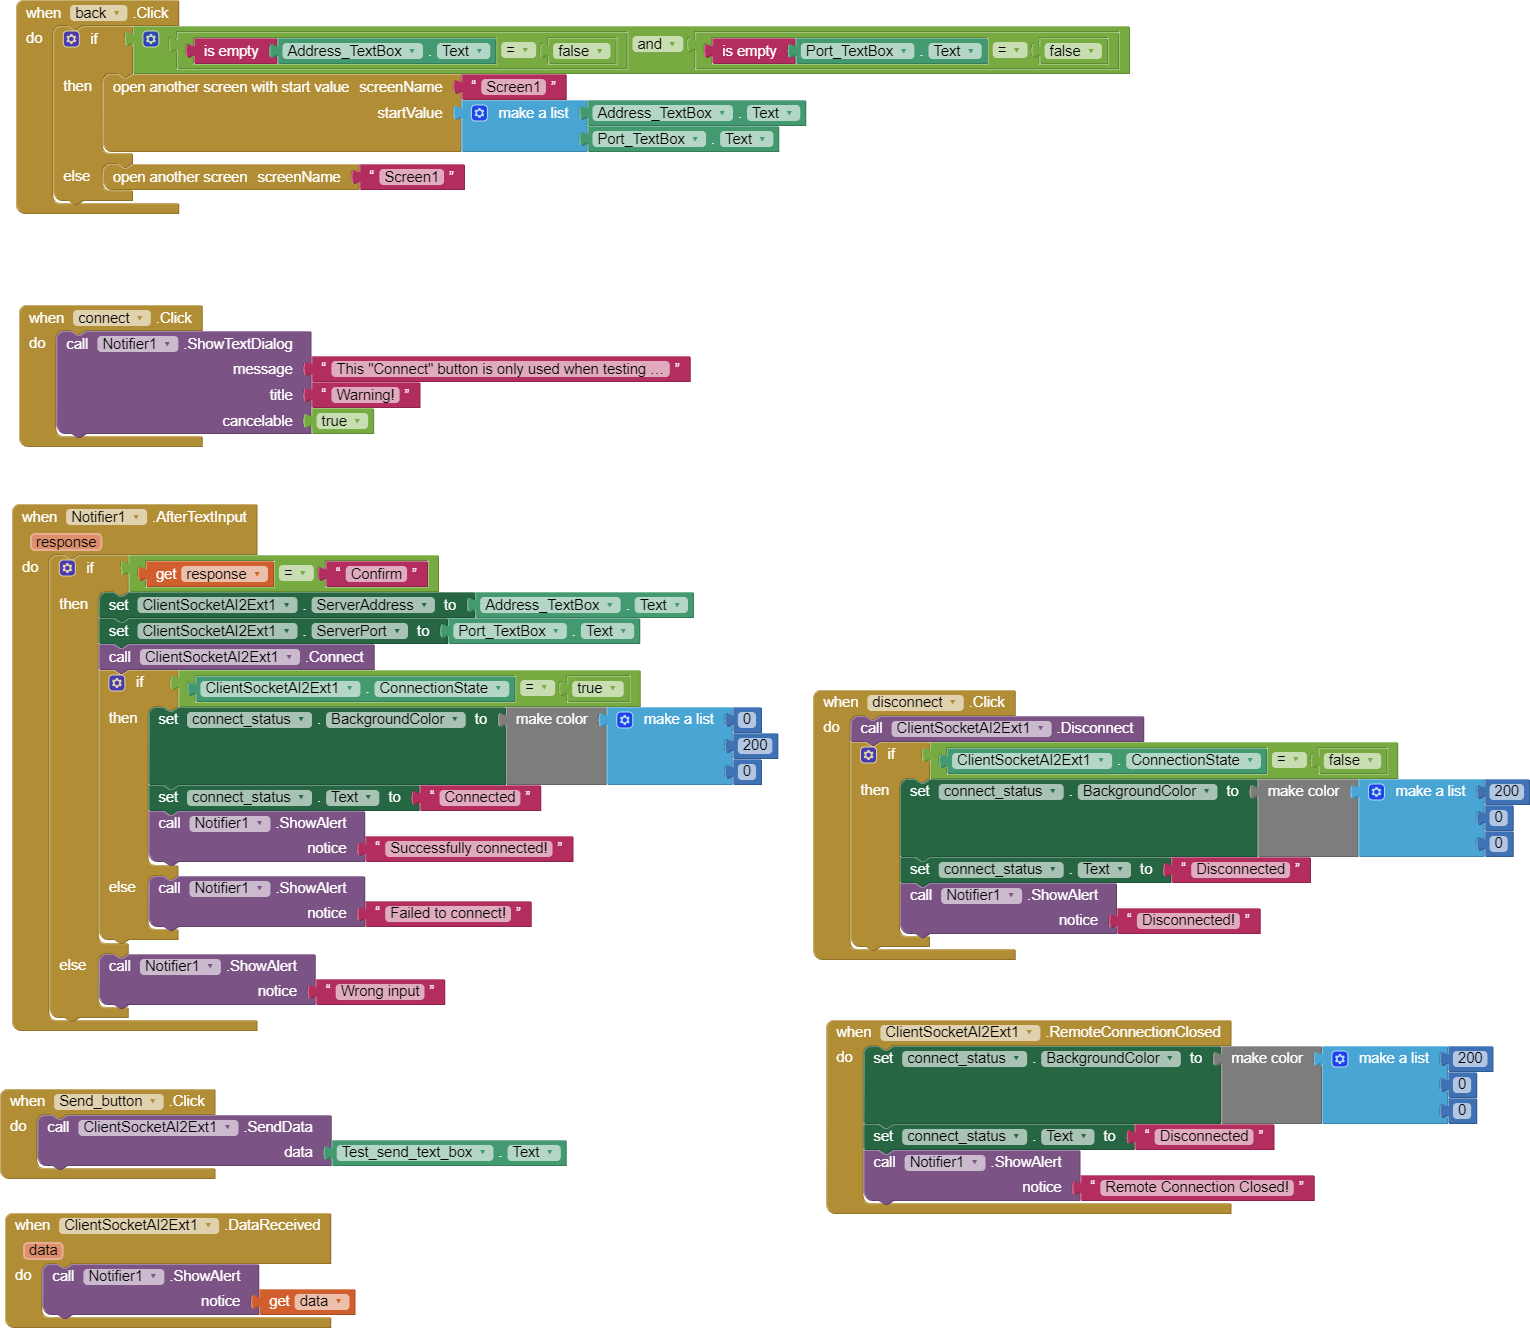 when back .Click
do if is empty Address_TextBox . Text = false and is empty Port_TextBox . Text = false
then open another screen with start value screenName " Screen1 "
startValue make a list Address_TextBox . Text
Port_TextBox . Text
else open another screen screenName " Screen1 "
when connect .Click
do call Notifier1 .ShowTextDialog
message " This "Connect" button is only used when testing ... "
title " Warning! "
cancelable true
when Notifier1 .AfterTextInput
response
do if get response = " Confirm "
then set ClientSocketAI2Ext1 . ServerAddress to Address_TextBox . Text
set ClientSocketAI2Ext1 . ServerPort to Port_TextBox . Text
call ClientSocketAI2Ext1 .Connect
if ClientSocketAI2Ext1 . ConnectionState = true
then set connect_status . BackgroundColor to make color make a list 0
200
0
set connect_status . Text to " Connected "
call Notifier1 .ShowAlert
notice " Successfully connected! "
else call Notifier1 .ShowAlert
notice " Failed to connect! "
else call Notifier1 .ShowAlert
notice " Wrong input "
when disconnect .Click
do call ClientSocketAI2Ext1 .Disconnect
if ClientSocketAI2Ext1 . ConnectionState = false
then set connect_status . BackgroundColor to make color make a list 200
0
0
set connect_status . Text to " Disconnected "
call Notifier1 .ShowAlert
notice " Disconnected! "
when ClientSocketAI2Ext1 .RemoteConnectionClosed
do set connect_status . BackgroundColor to make color make a list 200
0
0
set connect_status . Text to " Disconnected "
call Notifier1 .ShowAlert
notice " Remote Connection Closed! "
when Send_button .Click
do call ClientSocketAI2Ext1 .SendData
data Test_send_text_box . Text
when ClientSocketAI2Ext1 .DataReceived
data
do call Notifier1 .ShowAlert
notice get data